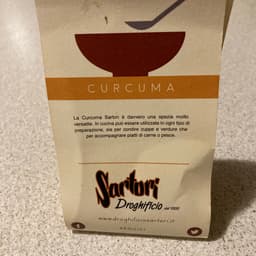 CURCUMA
La Curcuma Sartori è davvero una spezia molto
versatile. In cucina può essere utilizzata in ogni tipo di
preparazione, sia per condire zuppe e verdure che
per accompagnare piatti di carne o pesce.
Sartori
Droghificio
www.droghificiosartori.it